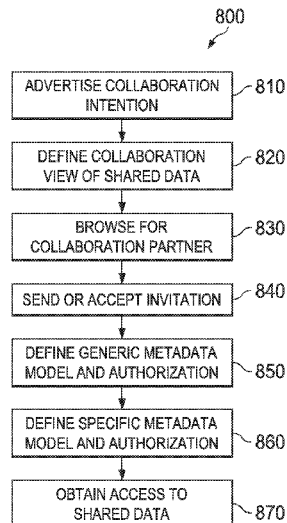 800
ADVERTISE COLLABORATION
INTENTION
810
DEFINE COLLABORATION
VIEW OF SHARED DATA
820
BROWSE FOR
COLLABORATION PARTNER
830
SEND OR ACCEPT INVITATION
840
DEFINE GENERIC METADATA
MODEL AND AUTHORIZATION
850
DEFINE SPECIFIC METADATA
MODEL AND AUTHORIZATION
860
OBTAIN ACCESS TO
SHARED DATA
870